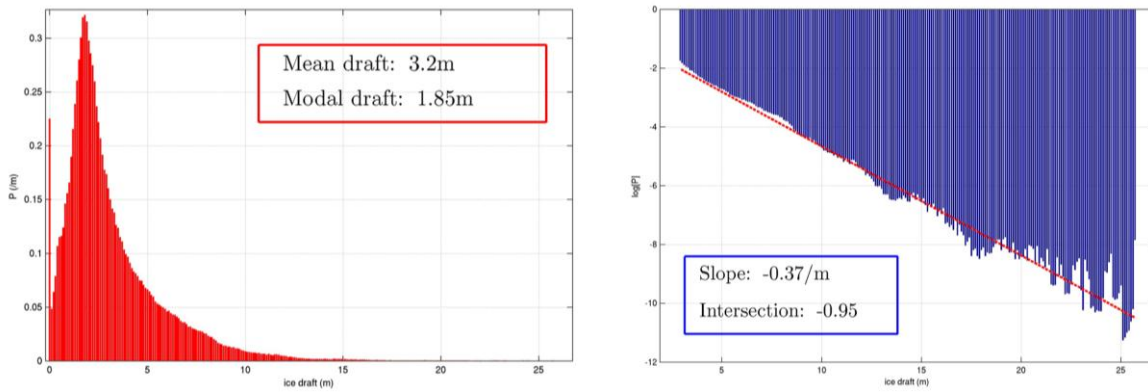 0.3
0.25
0.2
0.15
0.1
0.05
0
P (/m)
Mean draft: 3.2m
Modal draft: 1.85m
0 5 10 15 20 25
ice draft (m)
0
-2
-4
-6
-8
-10
-12
log[P]
Slope: -0.37/m
Intersection: -0.95
5 10 15 20 25
ice draft (m)